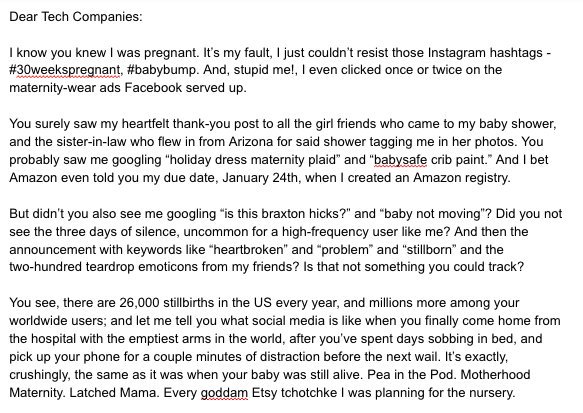 Dear Tech Companies:
I know you knew I was pregnant. It's my fault, I just couldn't resist those Instagram hashtags -
#30weekspregnant, #babybump. And, stupid me!, I even clicked once or twice on the
maternity-wear ads Facebook served up.
You surely saw my heartfelt thank-you post to all the girl friends who came to my baby shower,
and the sister-in-law who flew in from Arizona for said shower tagging me in her photos. You
probably saw me googling "holiday dress maternity plaid" and "babysafe crib paint." And I bet
Amazon even told you my due date, January 24th, when I created an Amazon registry.
But didn't you also see me googling "is this braxton hicks?" and "baby not moving"? Did you not
see the three days of silence, uncommon for a high-frequency user like me? And then the
announcement with keywords like "heartbroken" and "problem" and "stillborn" and the
two-hundred teardrop emoticons from my friends? Is that not something you could track?
You see, there are 26,000 stillbirths in the US every year, and millions more among your
worldwide users; and let me tell you what social media is like when you finally come home from
the hospital with the emptiest arms in the world, after you've spent days sobbing in bed, and
pick up your phone for a couple minutes of distraction before the next wail. It's exactly,
crushingly, the same as it was when your baby was still alive. Pea in the Pod. Motherhood
Maternity. Latched Mama. Every goddam Etsy tchotchke I was planning for the nursery.